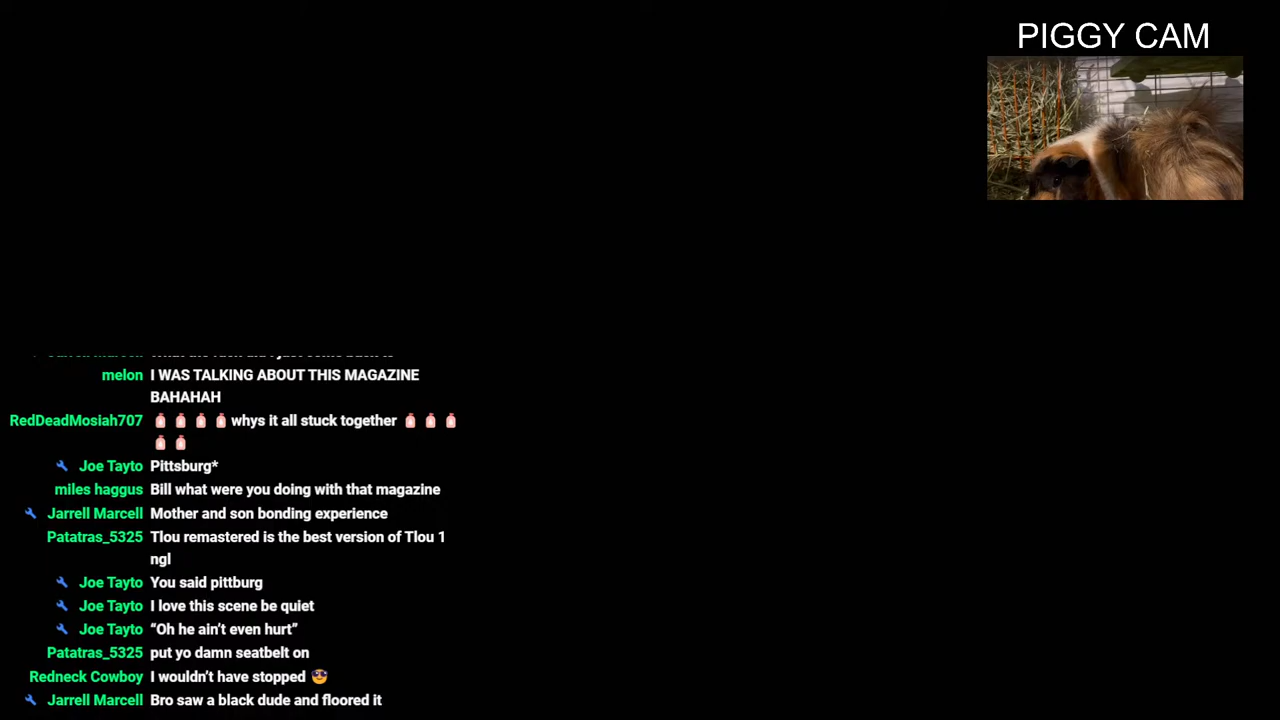 PIGGY CAM
melon I WAS TALKING ABOUT THIS MAGAZINE
BAHAHAH
RedDeadMosiah707 🧴🧴🧴🧴 whys it all stuck together 🧴🧴🧴
🧴🧴
Joe Tayto Pittsburg*
miles haggus Bill what were you doing with that magazine
Jarrell Marcell Mother and son bonding experience
Patatras_5325 Tlou remastered is the best version of Tlou 1
ngl
Joe Tayto You said pittburg
Joe Tayto I love this scene be quiet
Joe Tayto “Oh he ain’t even hurt”
Patatras_5325 put yo damn seatbelt on
Redneck Cowboy I wouldn’t have stopped 😎
Jarrell Marcell Bro saw a black dude and floored it